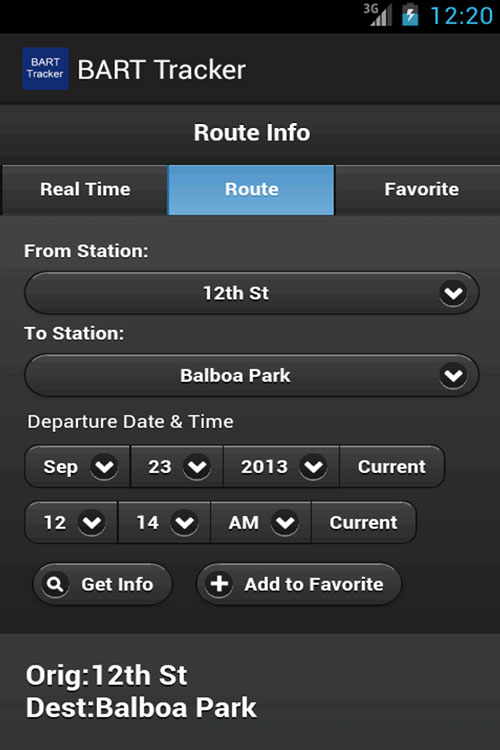 3G 12:20
BART
Tracker
BART Tracker
Route Info
Real Time Route Favorite
From Station:
12th St
To Station:
Balboa Park
Departure Date & Time
Sep 23 2013 Current
12 14 AM Current
Get Info Add to Favorite
Orig:12th St
Dest:Balboa Park